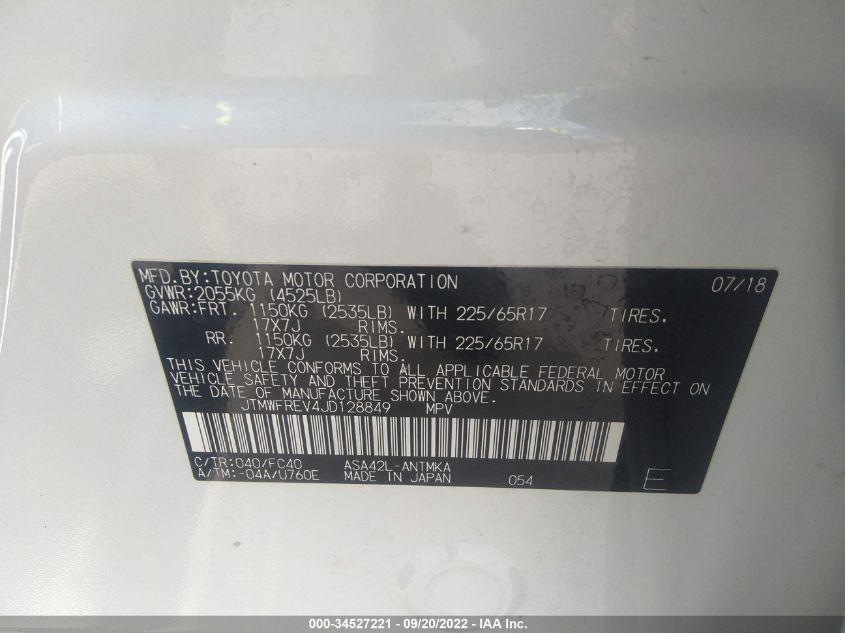 MFD.BY:TOYOTA MOTOR CORPORATION 07/18
GVWR:2055KG (4525LB)
GAWR:FRT. 1150KG (2535LB) WITH 225/65R17 TIRES.
17X7J RIMS.
RR. 1150KG (2535LB) WITH 225/65R17 TIRES.
17X7J RIMS.
THIS VEHICLE CONFORMS TO ALL APPLICABLE FEDERAL MOTOR
VEHICLE SAFETY AND THEFT PREVENTION STANDARDS IN EFFECT ON
THE DATE OF MANUFACTURE SHOWN ABOVE.
JTMWFREV4JD128849 MPV
C/TR:040/FC40 ASA42L-ANTMKA
A/TM:-04A/U760E MADE IN JAPAN 054 E
000-34527221 - 09/20/2022 - IAA Inc.